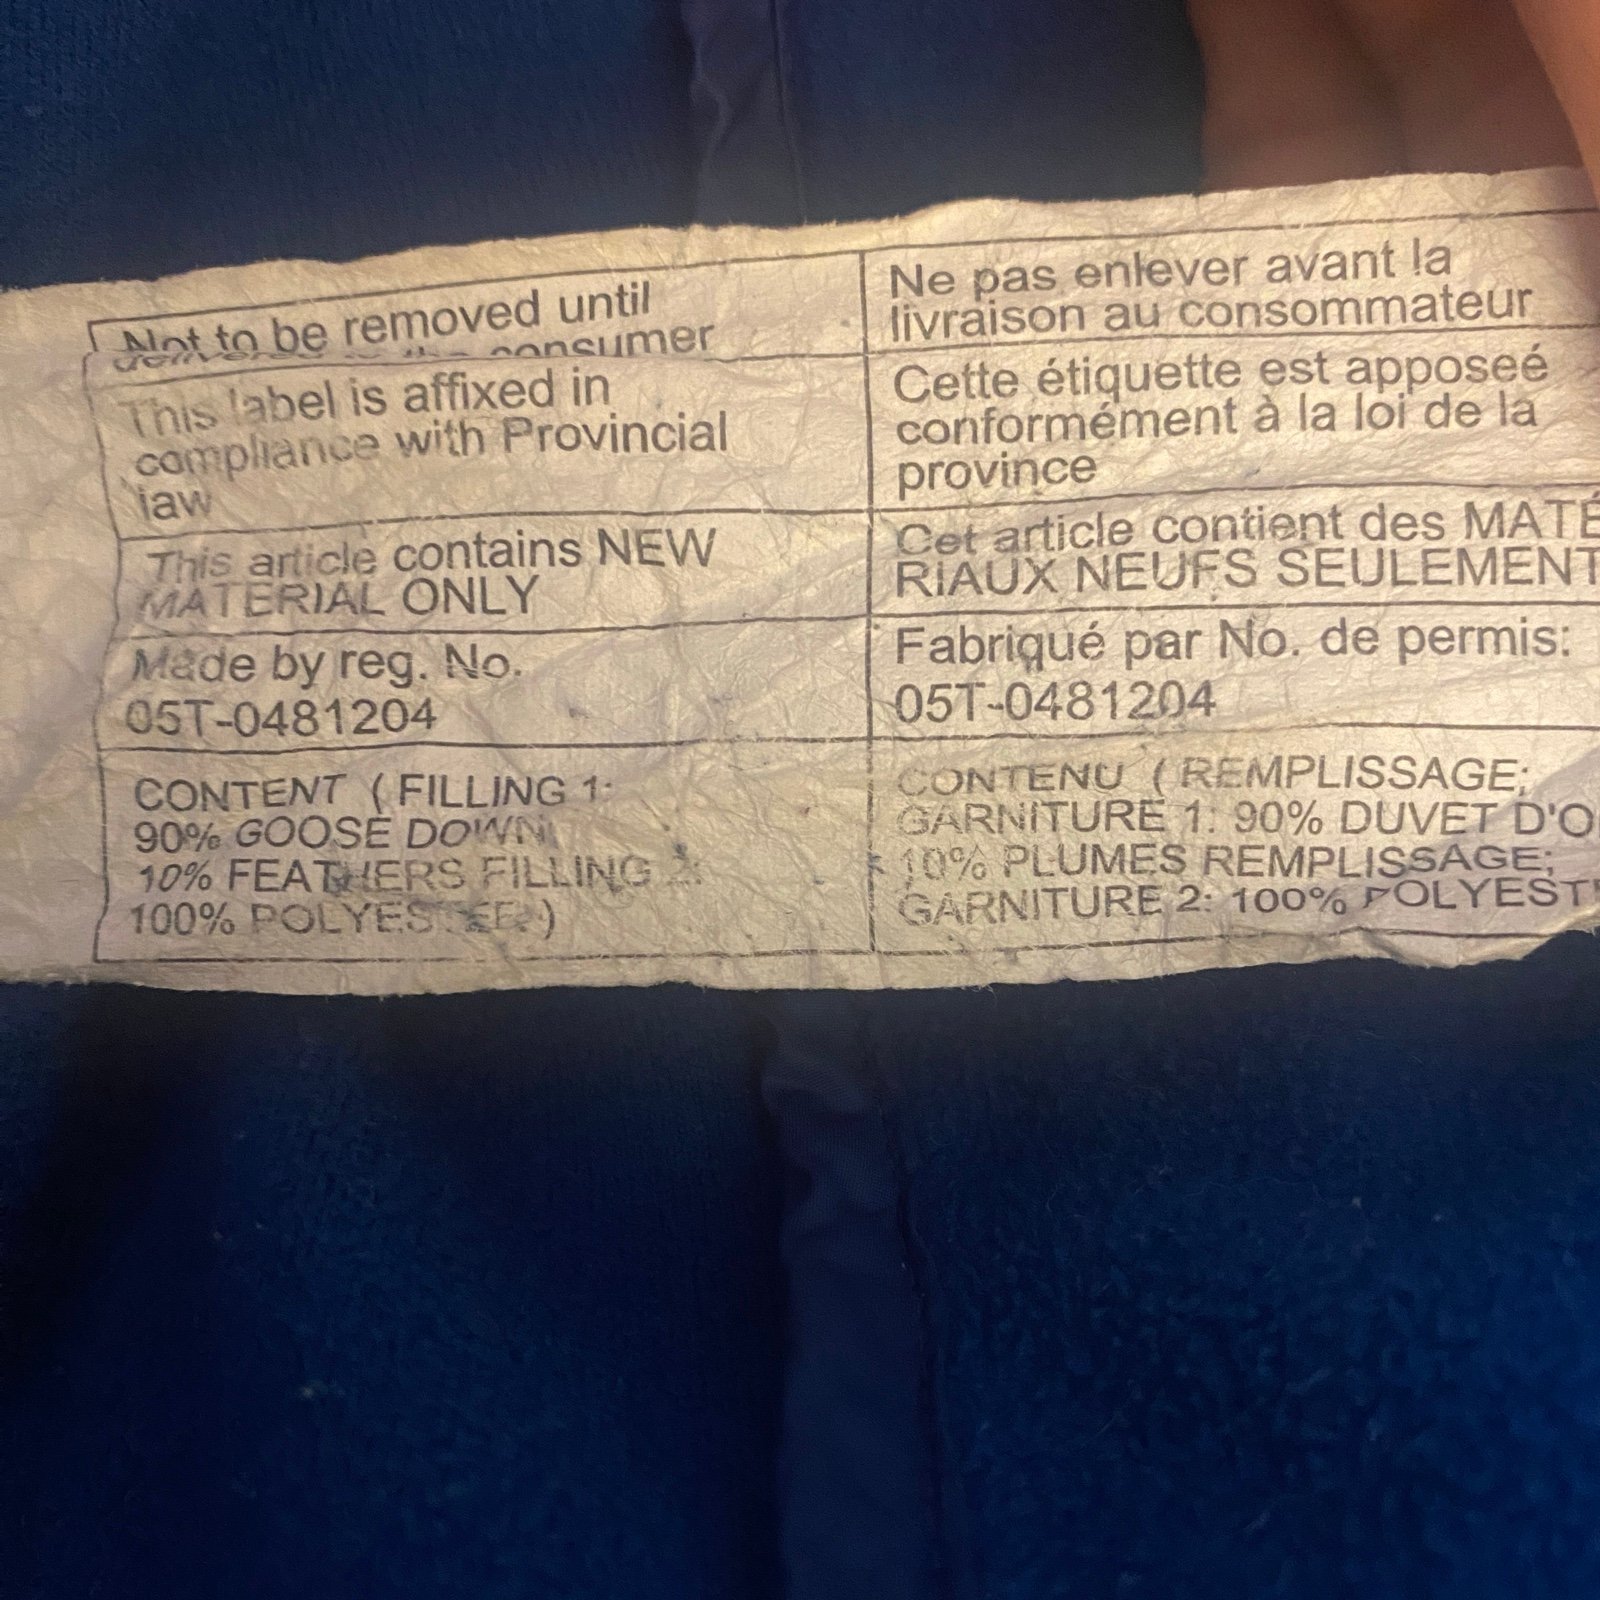 Not to be removed until
delivered to the consumer
This label is affixed in
compliance with Provincial
law
This article contains NEW
MATERIAL ONLY
Made by reg. No.
05T-0481204
CONTENT ( FILLING 1:
90% GOOSE DOWN
10% FEATHERS FILLING 2:
100% POLYESTER )
Ne pas enlever avant la
livraison au consommateur
Cette étiquette est apposeé
conformément à la loi de la
province
Cet article contient des MATÉ
RIAUX NEUFS SEULEMENT
Fabriqué par No. de permis:
05T-0481204
CONTENU ( REMPLISSAGE;
GARNITURE 1: 90% DUVET D'O
10% PLUMES REMPLISSAGE;
GARNITURE 2: 100% POLYEST